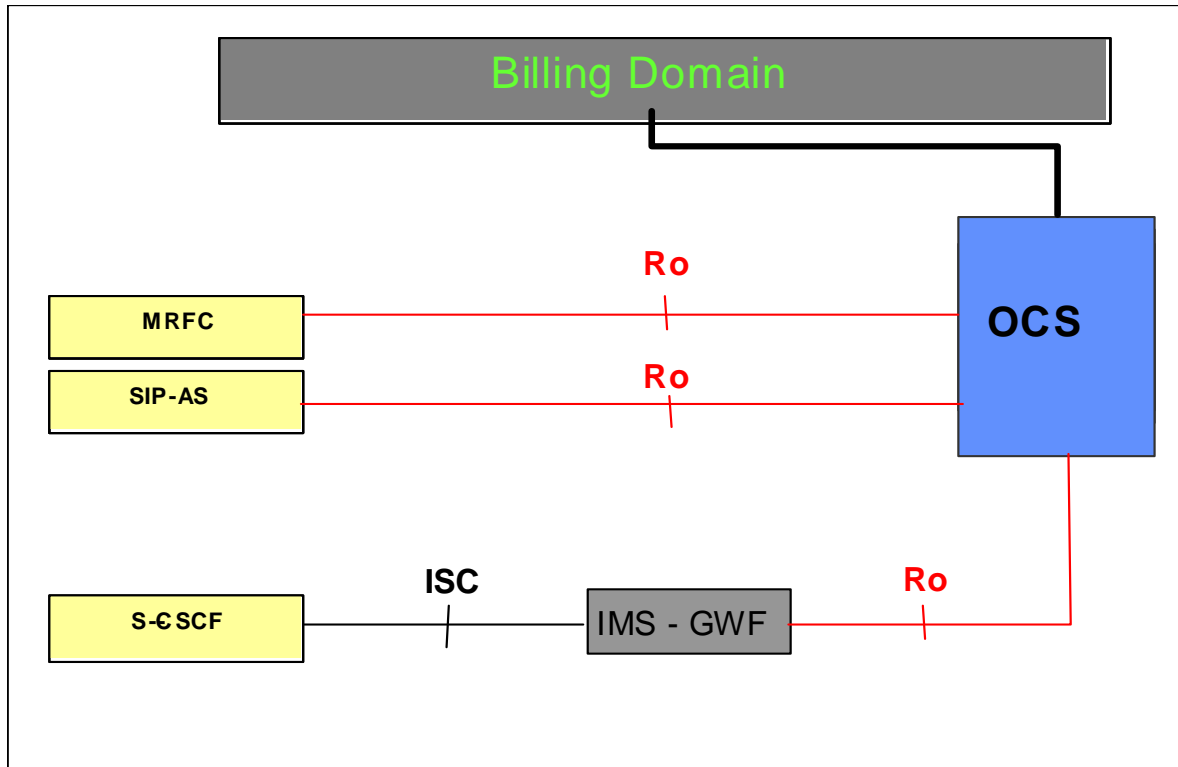 Billing Domain
Ro
MRFC
OCS
Ro
SIP-AS
ISC
Ro
S-CSCF
IMS - GWF